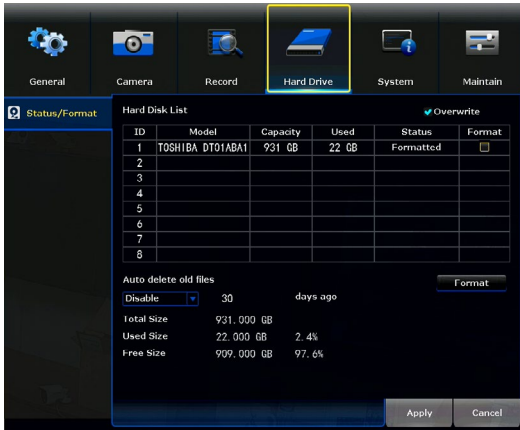 General Camera Record Hard Drive System Maintain
Status/Format
Hard Disk List Overwrite
ID Model Capacity Used Status Format
1 TOSHIBA DT01ABA1 931 GB 22 GB Formatted
2
3
4
5
6
7
8
Auto delete old files Format
Disable 30 days ago
Total Size 931.000 GB
Used Size 22.000 GB 2.4%
Free Size 909.000 GB 97.6%
Apply Cancel